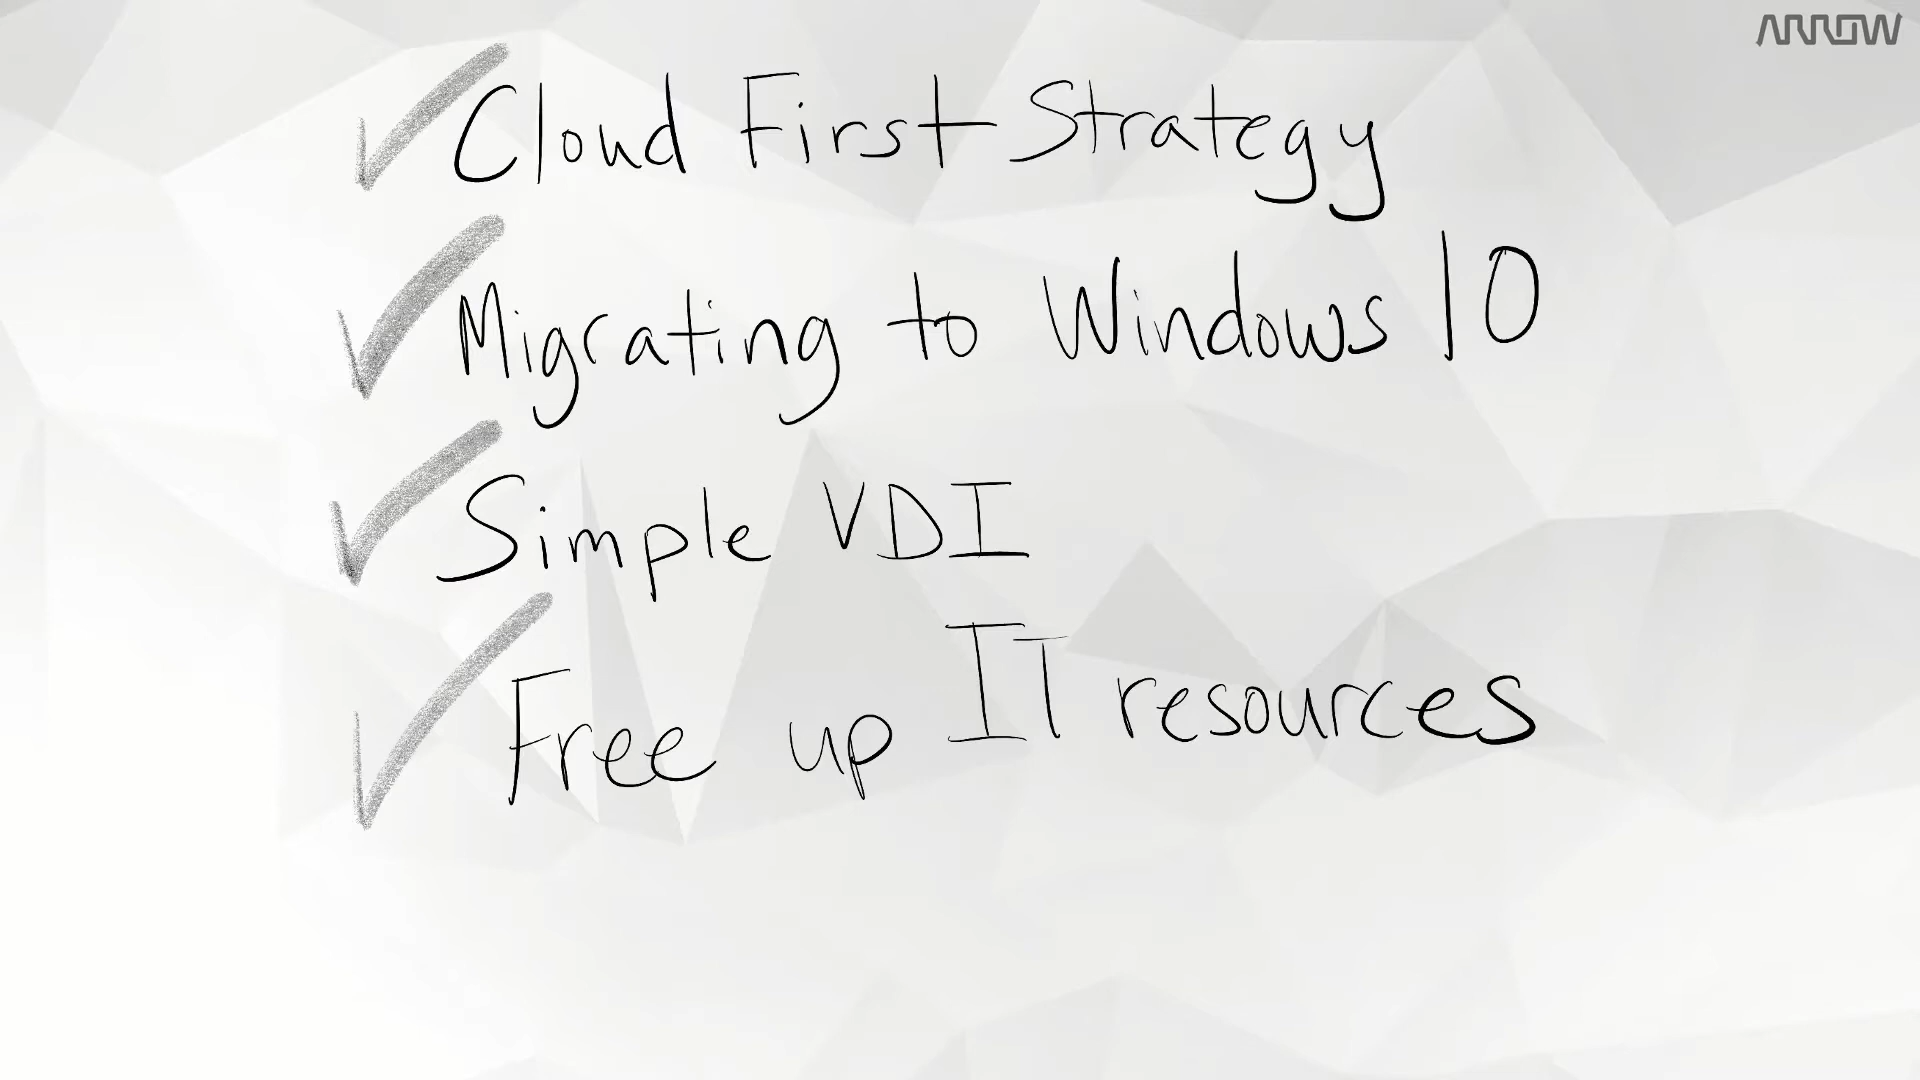 ARROW
Cloud First Strategy
Migrating to Windows 10
Simple VDI
Free up IT resources